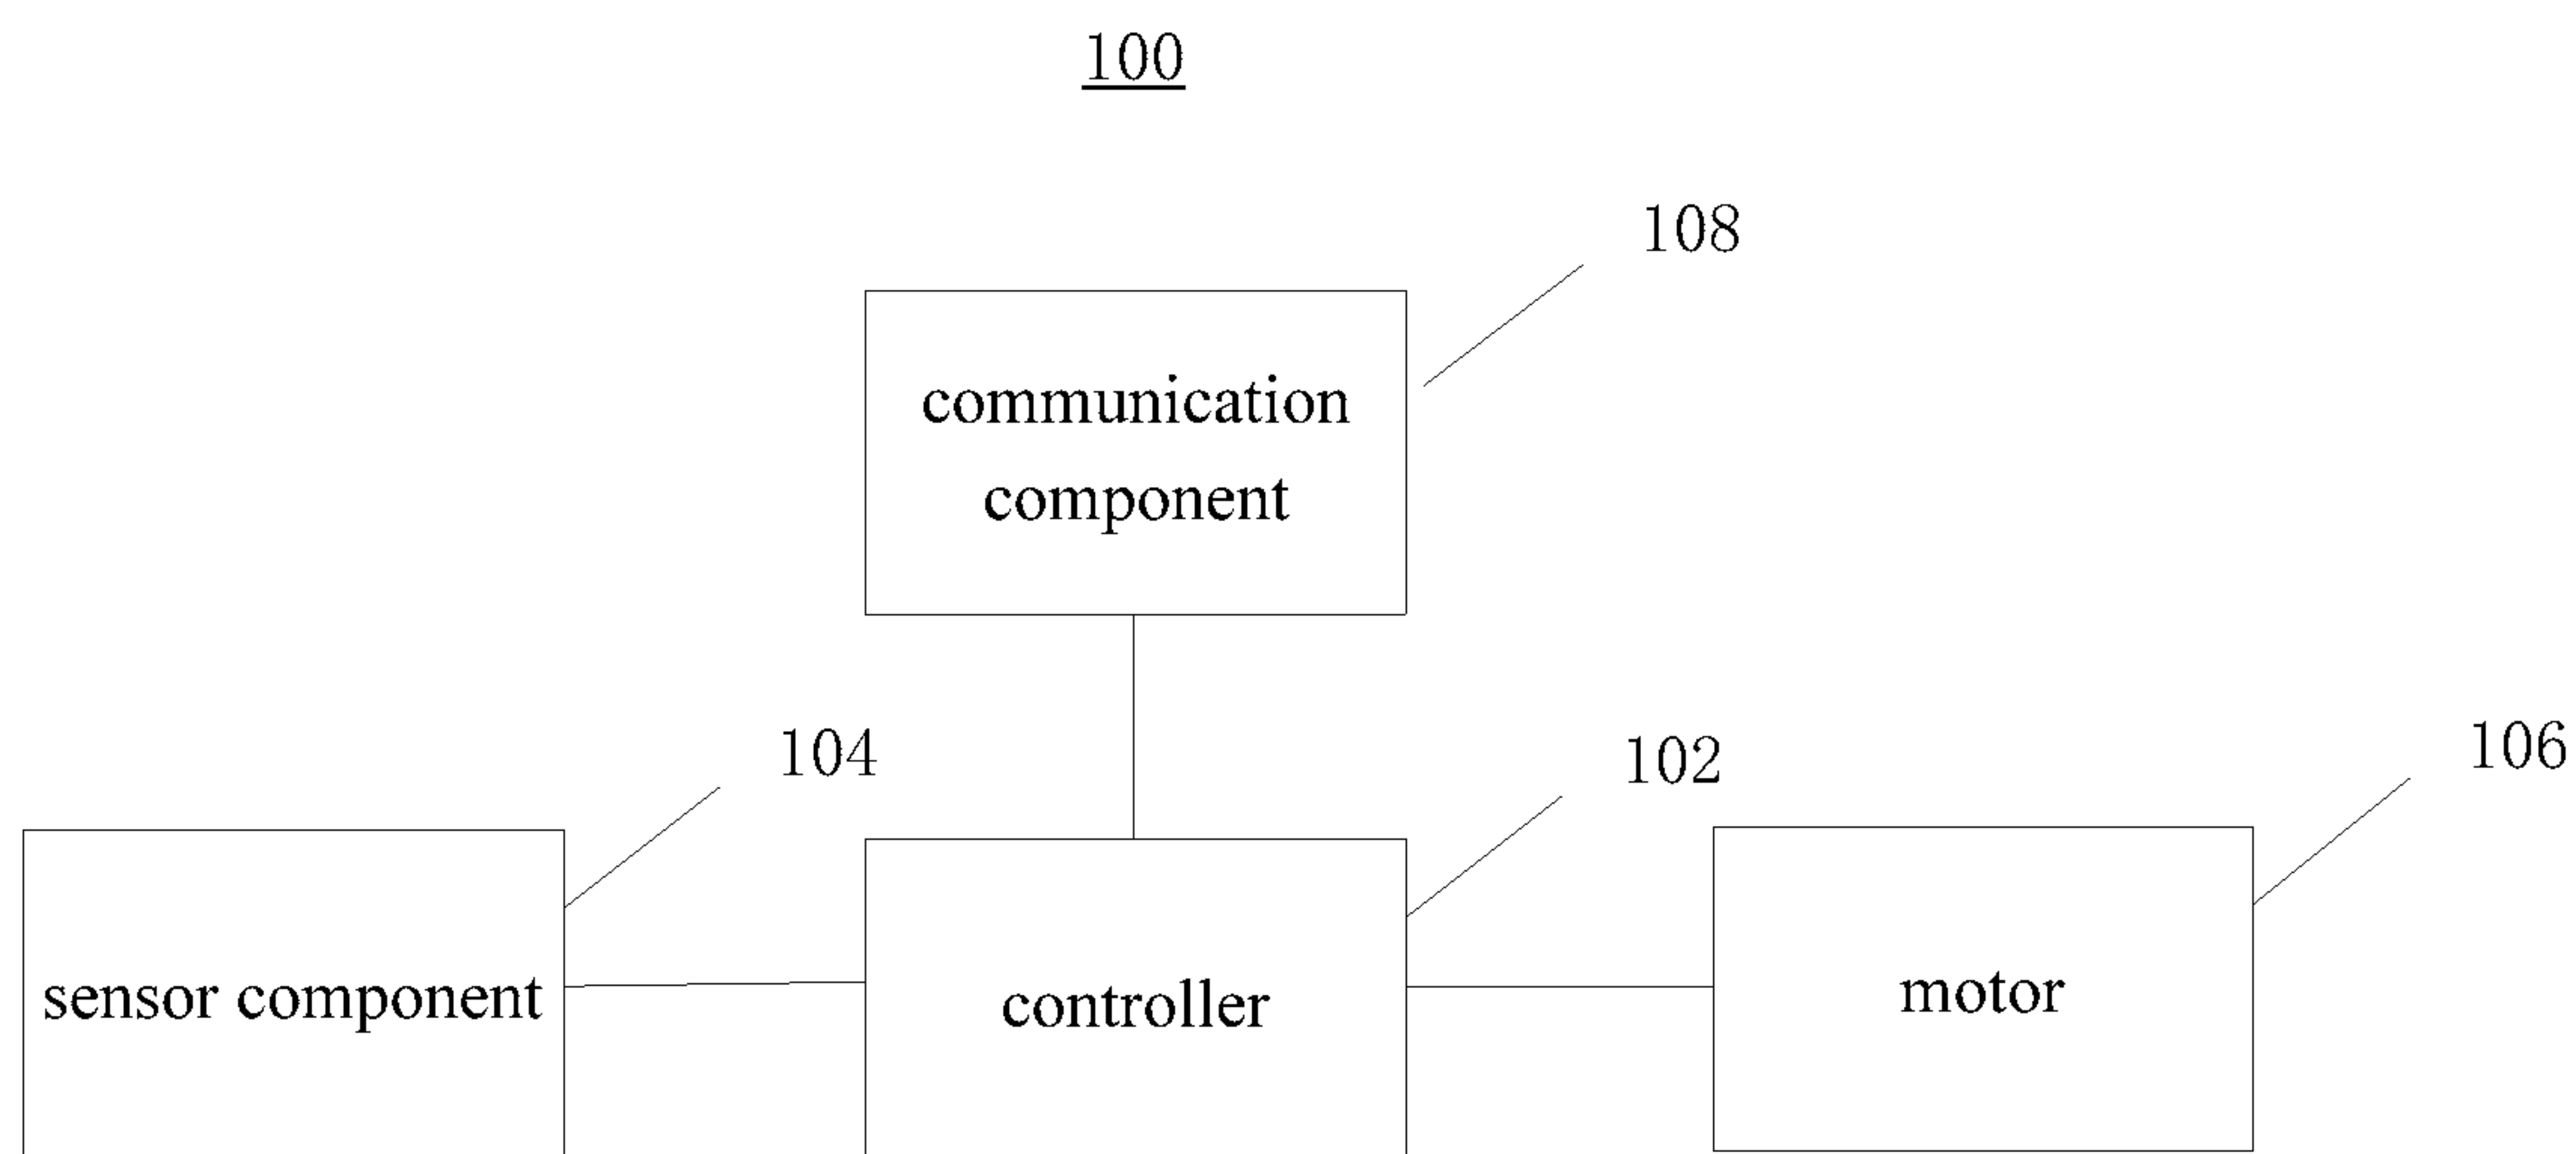 100
108
communication
component
104
102
106
sensor component
controller
motor